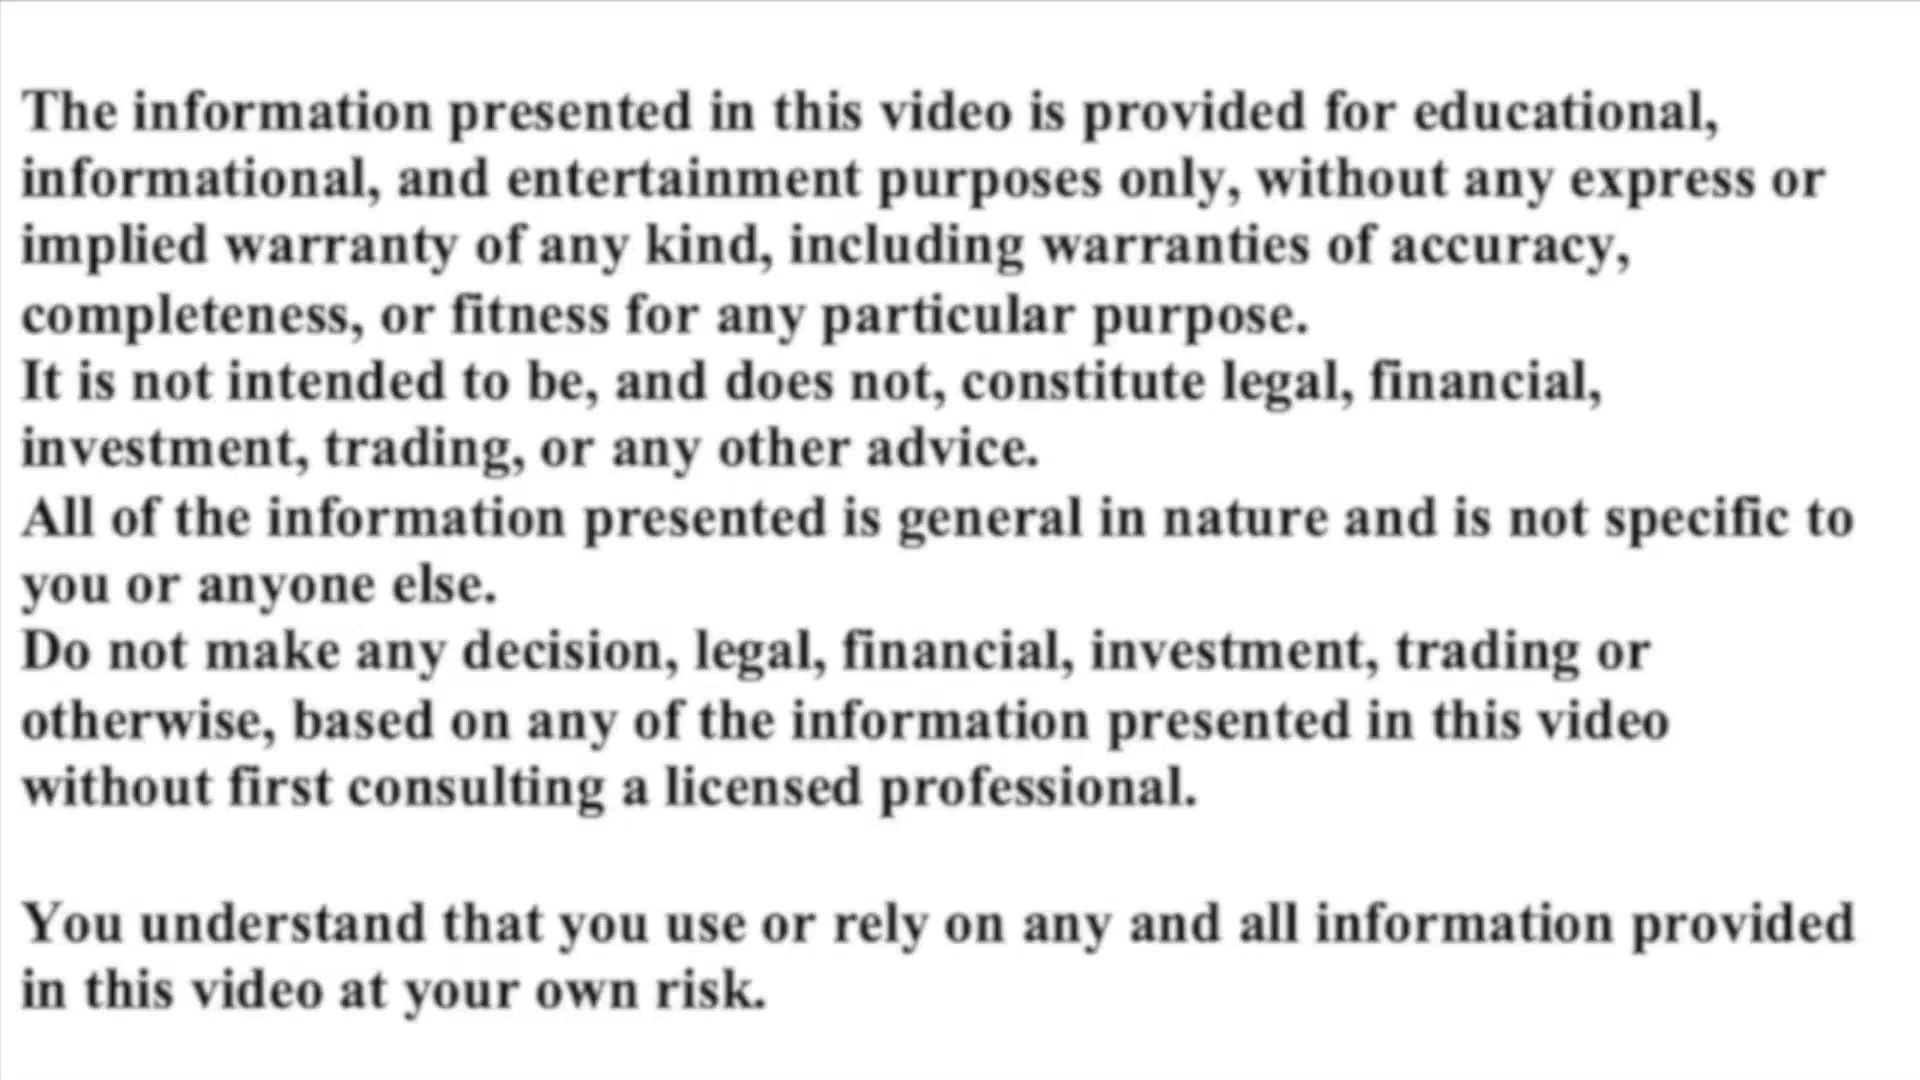 The information presented in this video is provided for educational,
informational, and entertainment purposes only, without any express or
implied warranty of any kind, including warranties of accuracy,
completeness, or fitness for any particular purpose.
It is not intended to be, and does not, constitute legal, financial,
investment, trading, or any other advice.
All of the information presented is general in nature and is not specific to
you or anyone else.
Do not make any decision, legal, financial, investment, trading or
otherwise, based on any of the information presented in this video
without first consulting a licensed professional.
You understand that you use or rely on any and all information provided
in this video at your own risk.